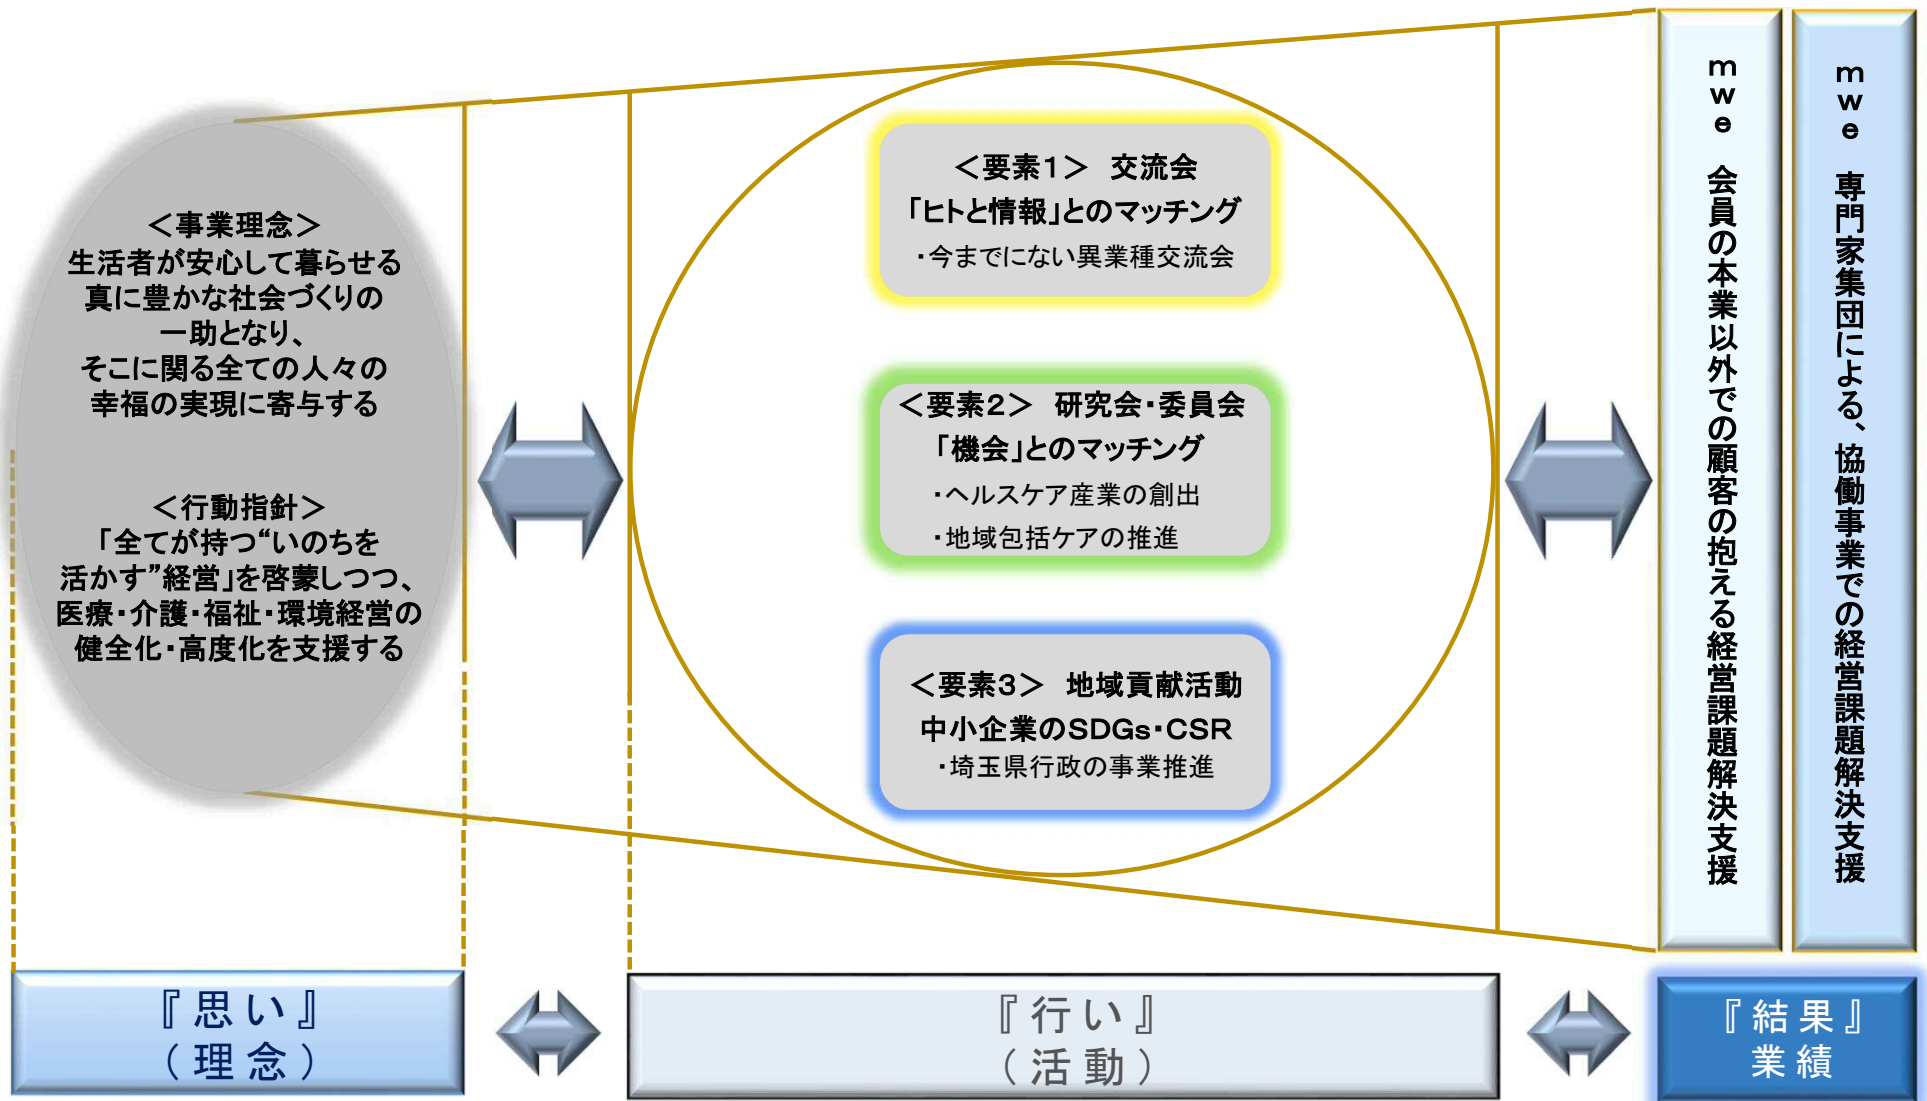 ＜事業理念＞
生活者が安心して暮らせる
真に豊かな社会づくりの
一助となり、
そこに関る全ての人々の
幸福の実現に寄与する
＜行動指針＞
「全てが持つ“いのちを
活かす”経営」を啓蒙しつつ、
医療・介護・福祉・環境経営の
健全化・高度化を支援する
＜要素１＞　交流会
「ヒトと情報」とのマッチング
・今までにない異業種交流会
＜要素２＞　研究会・委員会
「機会」とのマッチング
・ヘルスケア産業の創出
・地域包括ケアの推進
＜要素３＞　地域貢献活動
中小企業のSDGs・CSR
・埼玉県行政の事業推進
ｍｗｅ　会員の本業以外での顧客の抱える経営課題解決支援
ｍｗｅ　専門家集団による、協働事業での経営課題解決支援
『思い』
（理念）
『行い』
（活動）
『結果』
業績